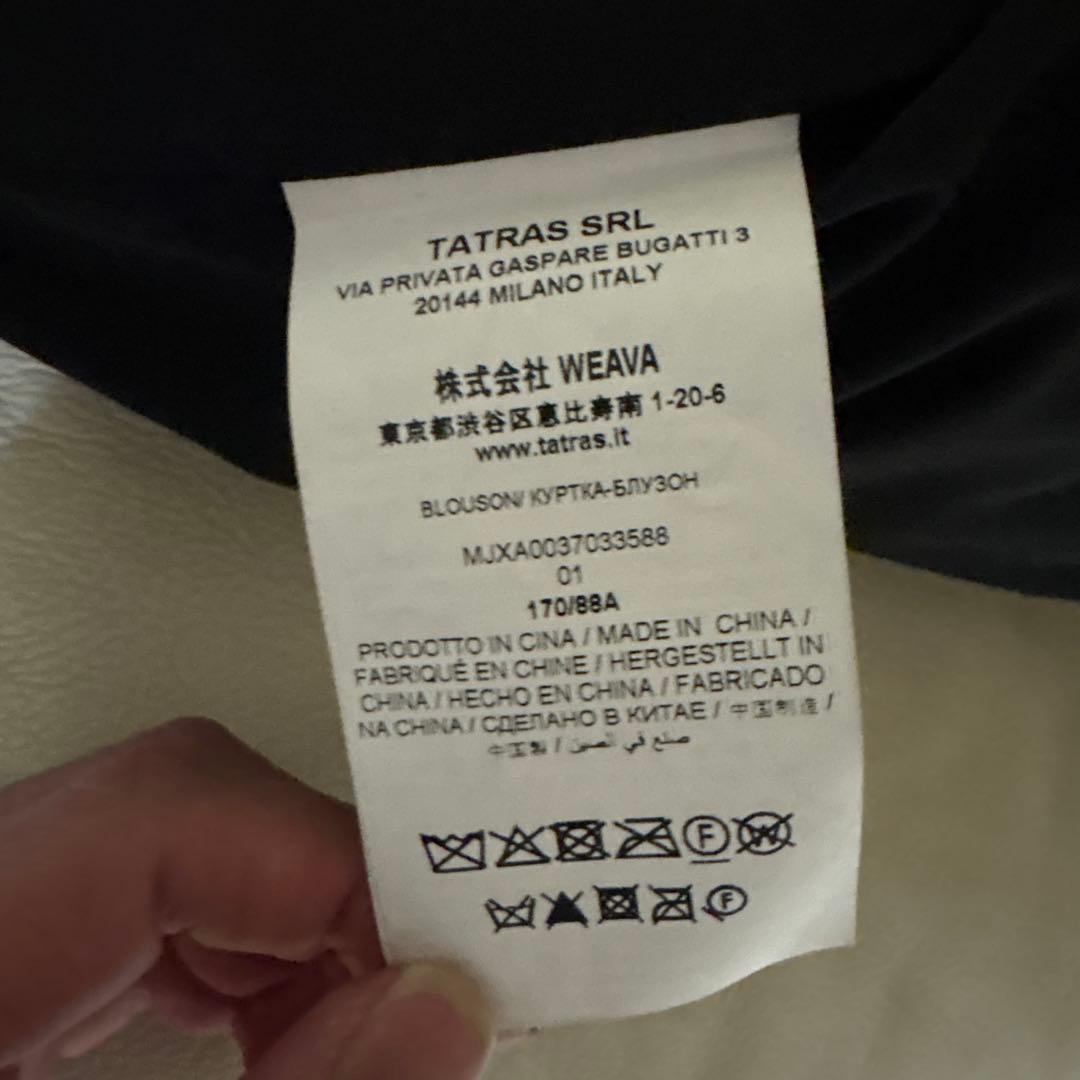 TATRAS SRL
VIA PRIVATA GASPARE BUGATTI 3
20144 MILANO ITALY
株式会社 WEAVA
東京都渋谷区恵比寿南 1-20-6
www.tatras.it
BLOUSON/ КУРТКА-БЛУЗОН
MJXA0037033588
01
170/88A
PRODOTTO IN CINA / MADE IN CHINA /
FABRIQUÉ EN CHINE / HERGESTELLT IN
CHINA / HECHO EN CHINA / FABRICADO
NA CHINA / СДЕЛАНО В КИТАЕ / 中国制造 /
中国製 / صنع في الصين
F W
F